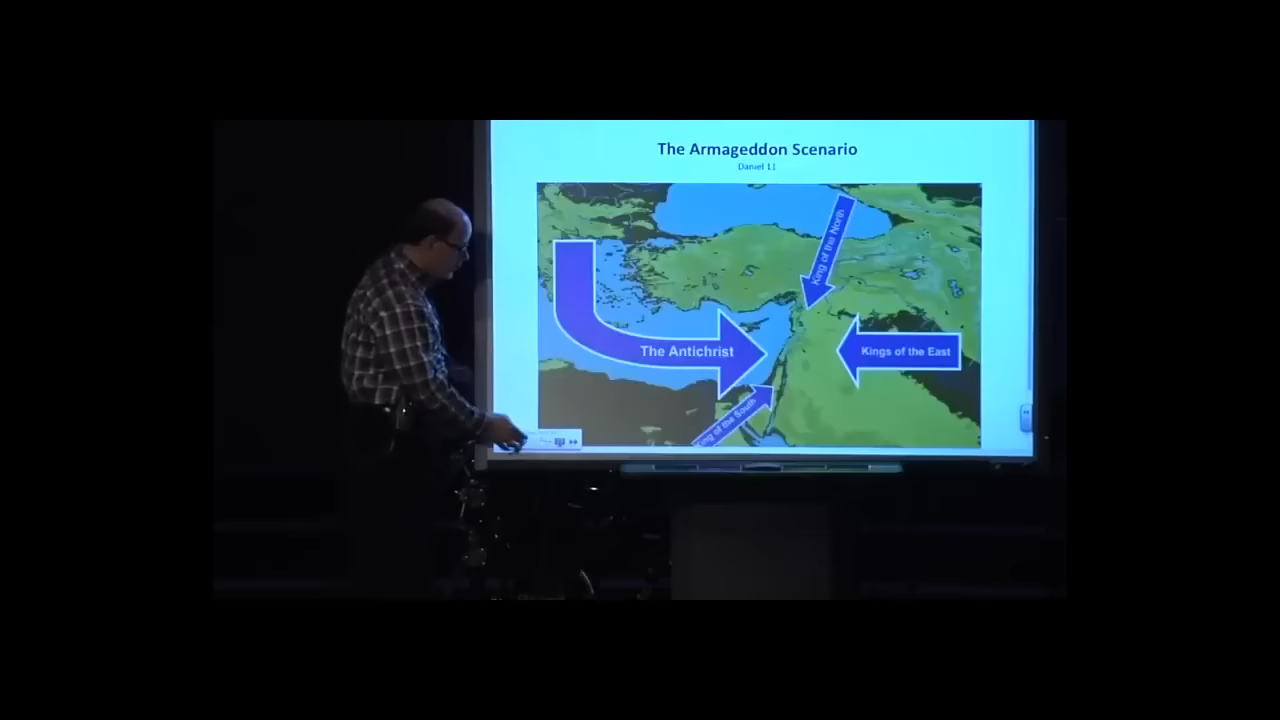 The Armageddon Scenario
Daniel 11
King of the North
The Antichrist
Kings of the East
King of the South